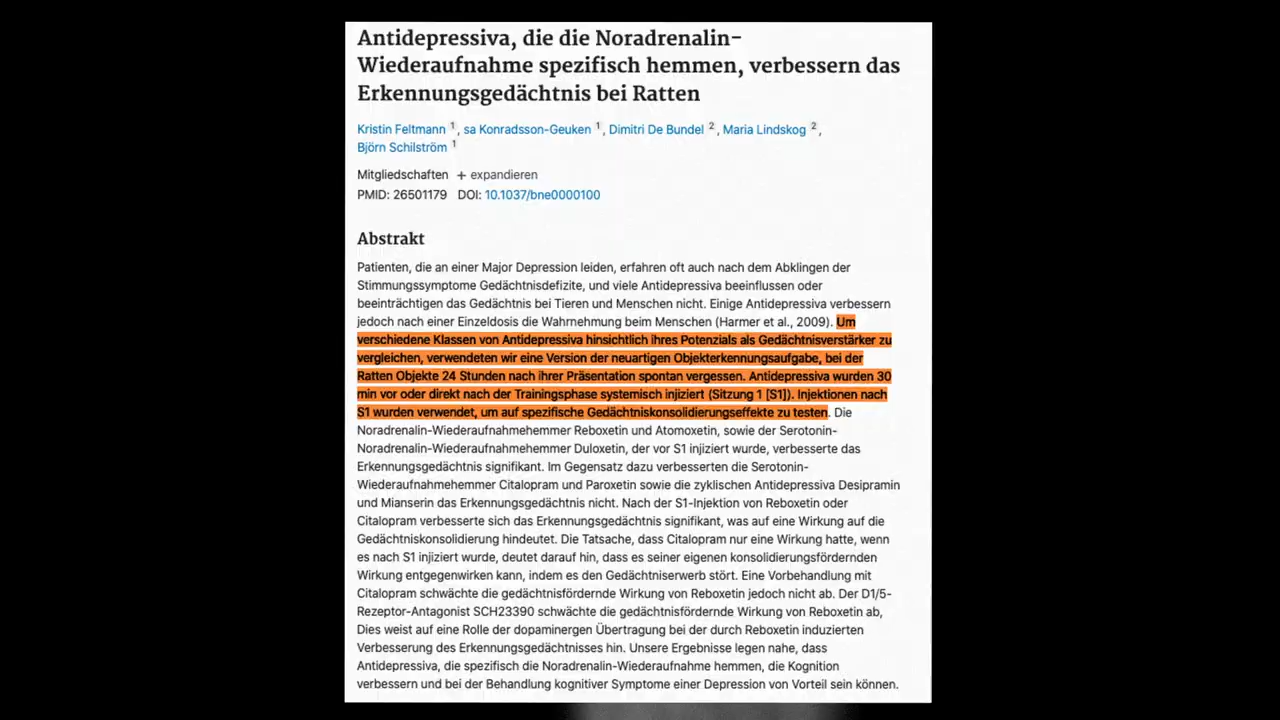 Antidepressiva, die die Noradrenalin-
Wiederaufnahme spezifisch hemmen, verbessern das
Erkennungsgedächtnis bei Ratten
Kristin Feltmann 1, sa Konradsson-Geuken 1, Dimitri De Bundel 2, Maria Lindskog 2,
Björn Schilström 1
Mitgliedschaften + expandieren
PMID: 26501179 DOI: 10.1037/bne0000100
Abstrakt
Patienten, die an einer Major Depression leiden, erfahren oft auch nach dem Abklingen der
Stimmungssymptome Gedächtnisdefizite, und viele Antidepressiva beeinflussen oder
beeinträchtigen das Gedächtnis bei Tieren und Menschen nicht. Einige Antidepressiva verbessern
jedoch nach einer Einzeldosis die Wahrnehmung beim Menschen (Harmer et al., 2009). Um
verschiedene Klassen von Antidepressiva hinsichtlich ihres Potenzials als Gedächtnisverstärker zu
vergleichen, verwendeten wir eine Version der neuartigen Objekterkennungsaufgabe, bei der
Ratten Objekte 24 Stunden nach ihrer Präsentation spontan vergessen. Antidepressiva wurden 30
min vor oder direkt nach der Trainingsphase systemisch injiziert (Sitzung 1 [S1]). Injektionen nach
S1 wurden verwendet, um auf spezifische Gedächtniskonsolidierungseffekte zu testen. Die
Noradrenalin-Wiederaufnahmehemmer Reboxetin und Atomoxetin, sowie der Serotonin-
Noradrenalin-Wiederaufnahmehemmer Duloxetin, der vor S1 injiziert wurde, verbesserte das
Erkennungsgedächtnis signifikant. Im Gegensatz dazu verbesserten die Serotonin-
Wiederaufnahmehemmer Citalopram und Paroxetin sowie die zyklischen Antidepressiva Desipramin
und Mianserin das Erkennungsgedächtnis nicht. Nach der S1-Injektion von Reboxetin oder
Citalopram verbesserte sich das Erkennungsgedächtnis signifikant, was auf eine Wirkung auf die
Gedächtniskonsolidierung hindeutet. Die Tatsache, dass Citalopram nur eine Wirkung hatte, wenn
es nach S1 injiziert wurde, deutet darauf hin, dass es seiner eigenen konsolidierungsfördernden
Wirkung entgegenwirken kann, indem es den Gedächtniserwerb stört. Eine Vorbehandlung mit
Citalopram schwächte die gedächtnisfördernde Wirkung von Reboxetin jedoch nicht ab. Der D1/5-
Rezeptor-Antagonist SCH23390 schwächte die gedächtnisfördernde Wirkung von Reboxetin ab,
Dies weist auf eine Rolle der dopaminergen Übertragung bei der durch Reboxetin induzierten
Verbesserung des Erkennungsgedächtnisses hin. Unsere Ergebnisse legen nahe, dass
Antidepressiva, die spezifisch die Noradrenalin-Wiederaufnahme hemmen, die Kognition
verbessern und bei der Behandlung kognitiver Symptome einer Depression von Vorteil sein können.